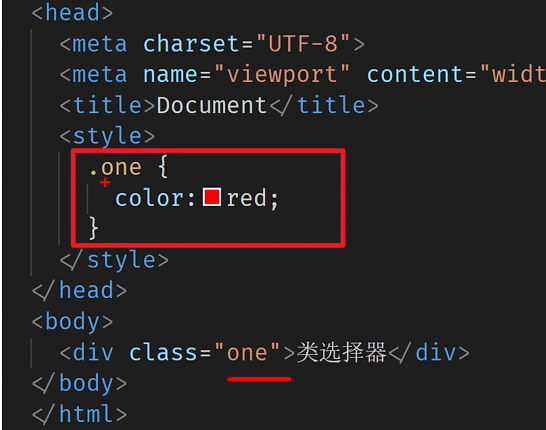 <head>
<meta charset="UTF-8">
<meta name="viewport" content="widt
<title>Document</title>
<style>
.one {
color: red;
}
</style>
</head>
<body>
<div class="one">类选择器</div>
</body>
</html>